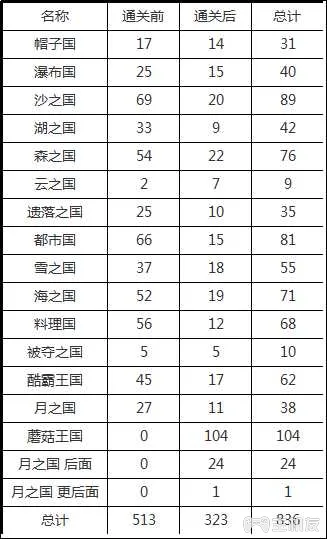 名称 通关前 通关后 总计
帽子国 17 14 31
瀑布国 25 15 40
沙之国 69 20 89
湖之国 33 9 42
森之国 54 22 76
云之国 2 7 9
遗落之国 25 10 35
都市国 66 15 81
雪之国 37 18 55
海之国 52 19 71
料理国 56 12 68
被夺之国 5 5 10
酷霸王国 45 17 62
月之国 27 11 38
蘑菇王国 0 104 104
月之国 后面 0 24 24
月之国 更后面 0 1 1
总计 513 323 836